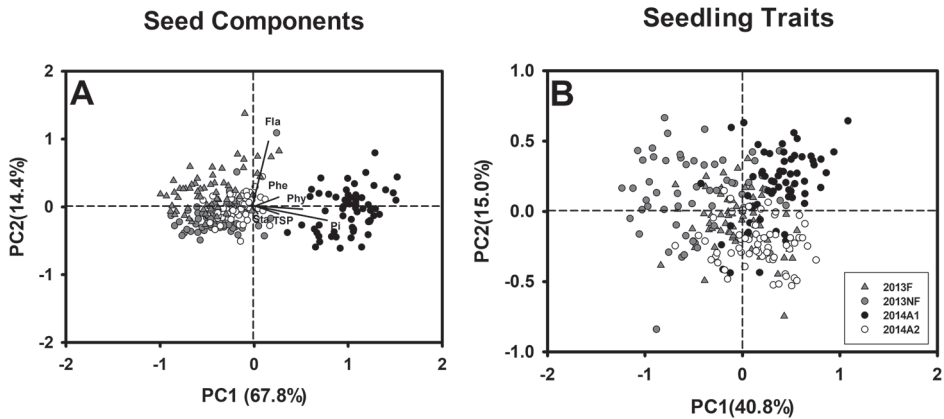 Seed Components
Seedling Traits
A
B
2
1
0
-1
-2
-2
-1
0
1
2
PC2(14.4%)
PC1 (67.8%)
Fla
Phe
Phy
Sta
TSP
Pi
1.0
0.5
0.0
-0.5
-1.0
-2
-1
0
1
2
PC2(15.0%)
PC1(40.8%)
2013F
2013NF
2014A1
2014A2